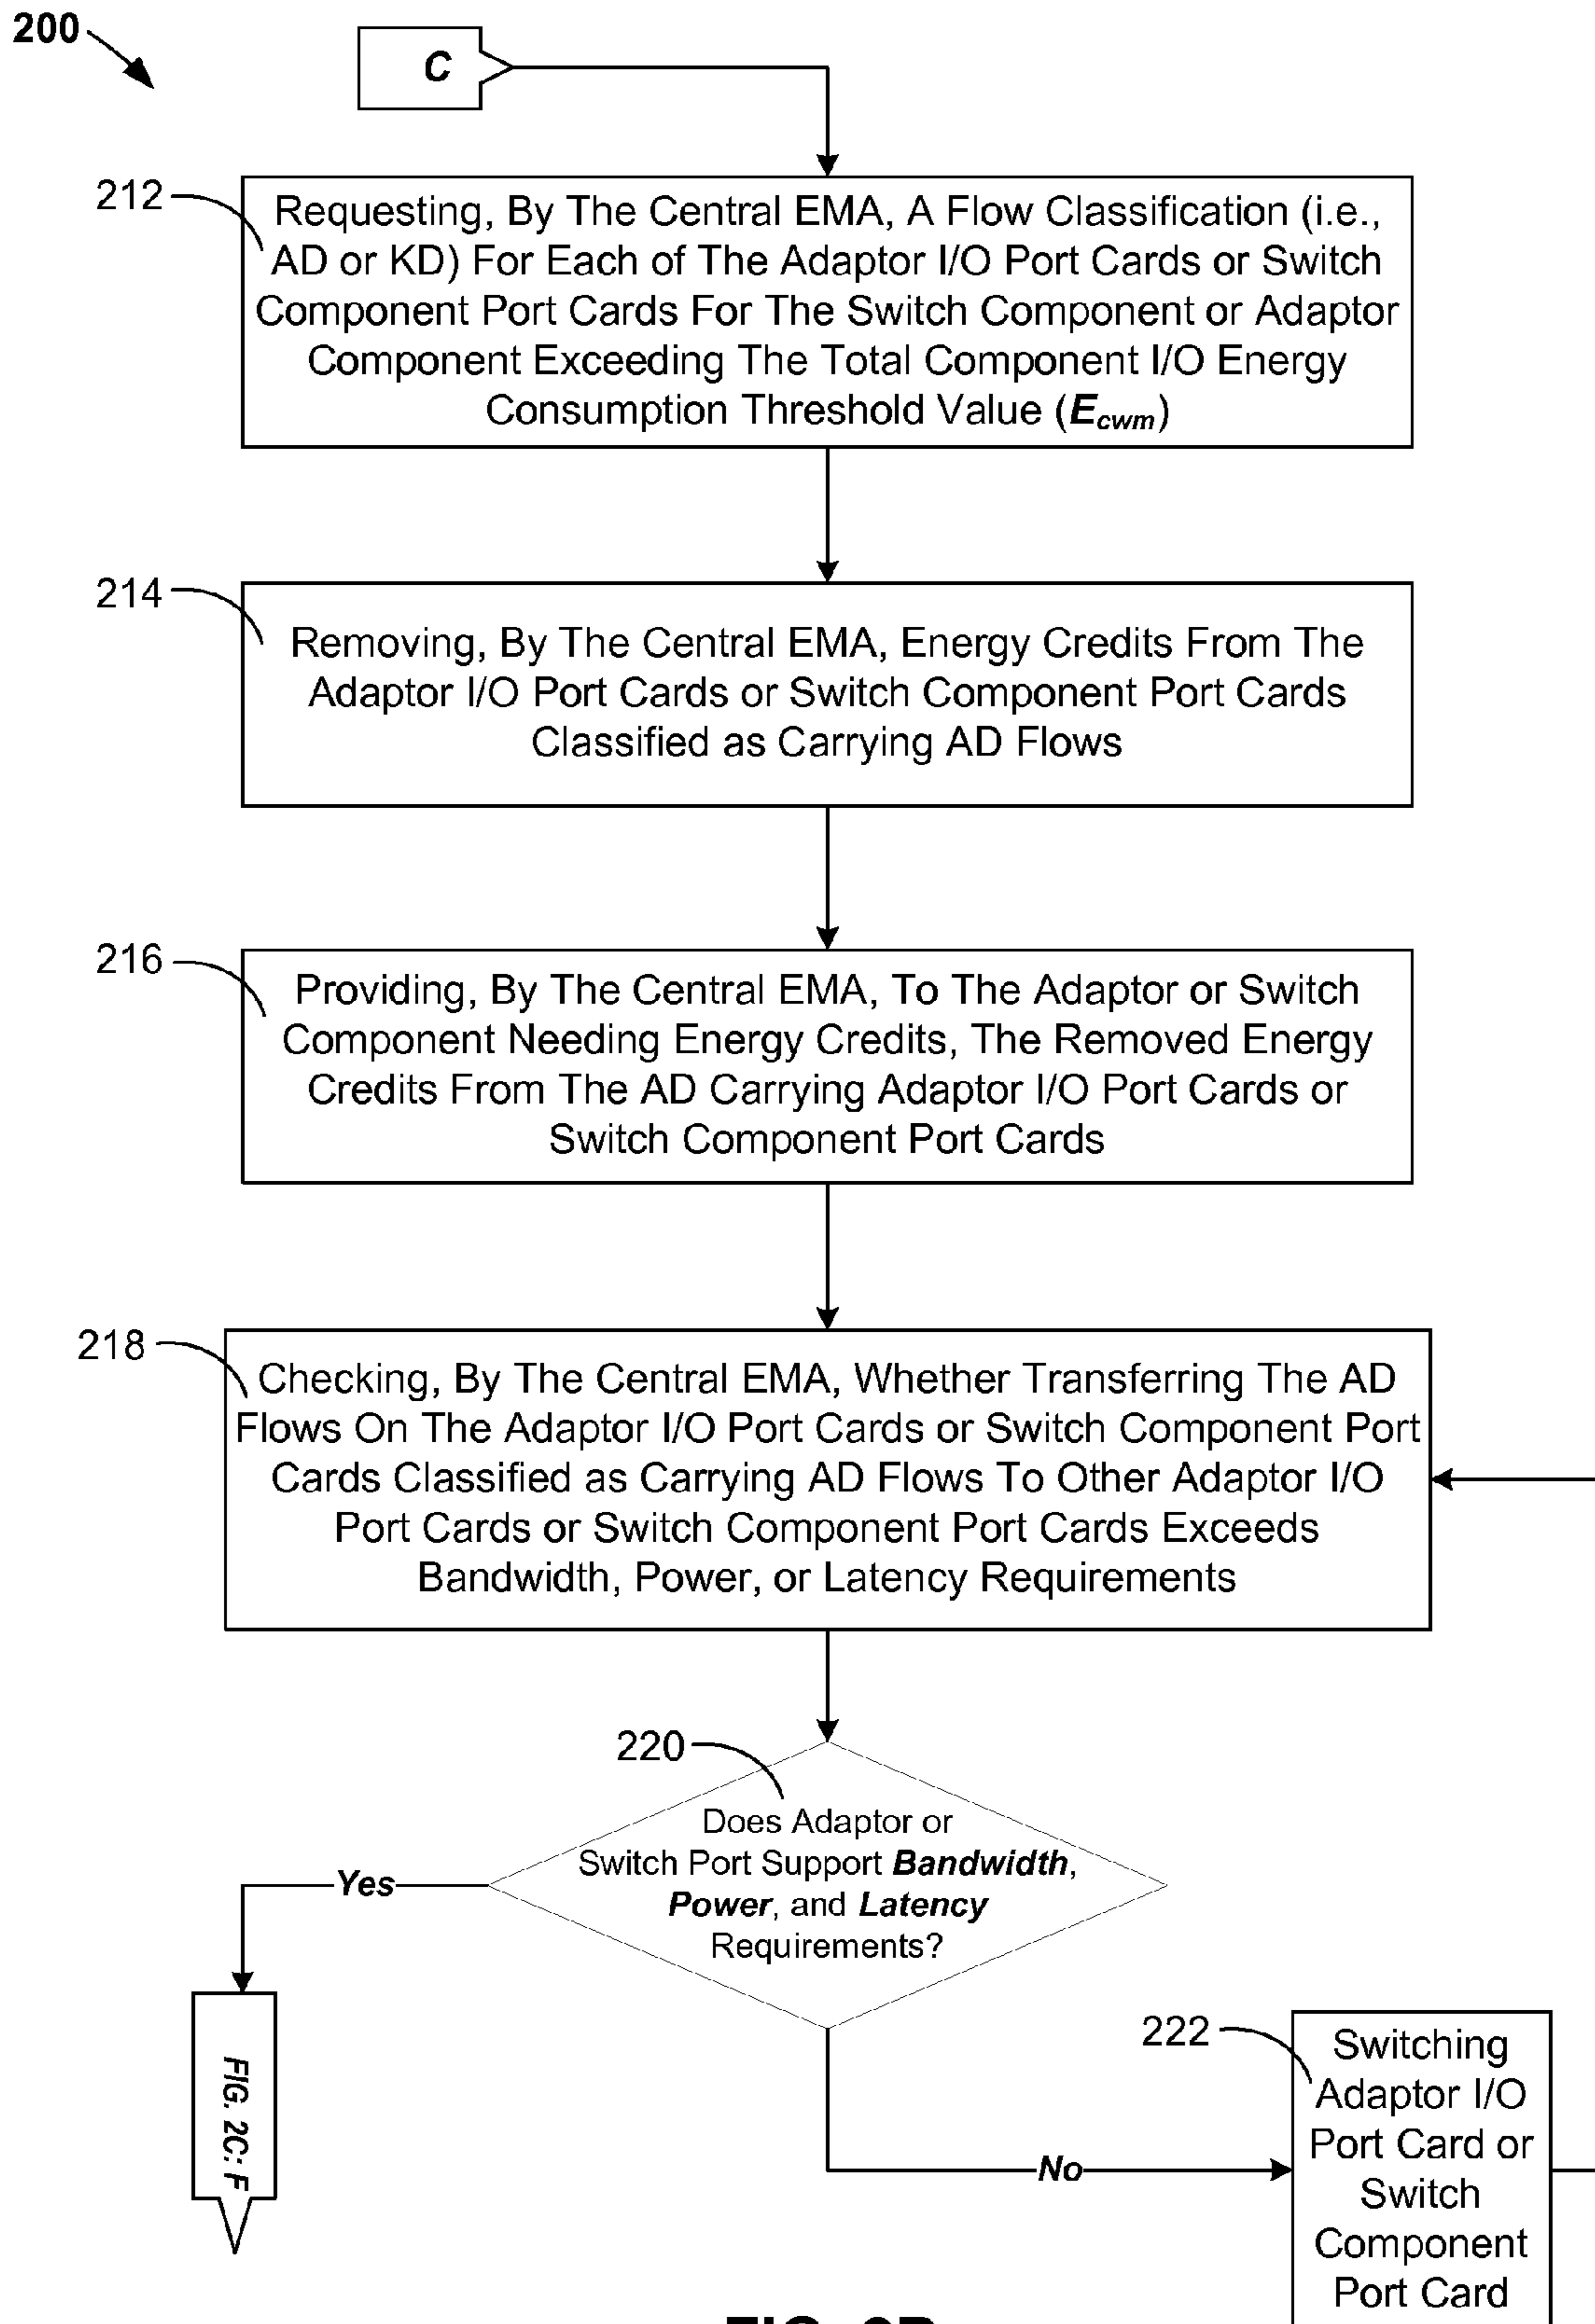 200
C
212
Requesting, By The Central EMA, A Flow Classification (i.e.,
AD or KD) For Each of The Adaptor I/O Port Cards or Switch
Component Port Cards For The Switch Component or Adaptor
Component Exceeding The Total Component I/O Energy
Consumption Threshold Value (Ecwm)
214
Removing, By The Central EMA, Energy Credits From The
Adaptor I/O Port Cards or Switch Component Port Cards
Classified as Carrying AD Flows
216
Providing, By The Central EMA, To The Adaptor or Switch
Component Needing Energy Credits, The Removed Energy
Credits From The AD Carrying Adaptor I/O Port Cards or
Switch Component Port Cards
218
Checking, By The Central EMA, Whether Transferring The AD
Flows On The Adaptor I/O Port Cards or Switch Component Port
Cards Classified as Carrying AD Flows To Other Adaptor I/O
Port Cards or Switch Component Port Cards Exceeds
Bandwidth, Power, or Latency Requirements
220
Does Adaptor or
Switch Port Support Bandwidth,
Power, and Latency
Requirements?
Yes
FIG. 2C: F
No
222
Switching
Adaptor I/O
Port Card or
Switch
Component
Port Card